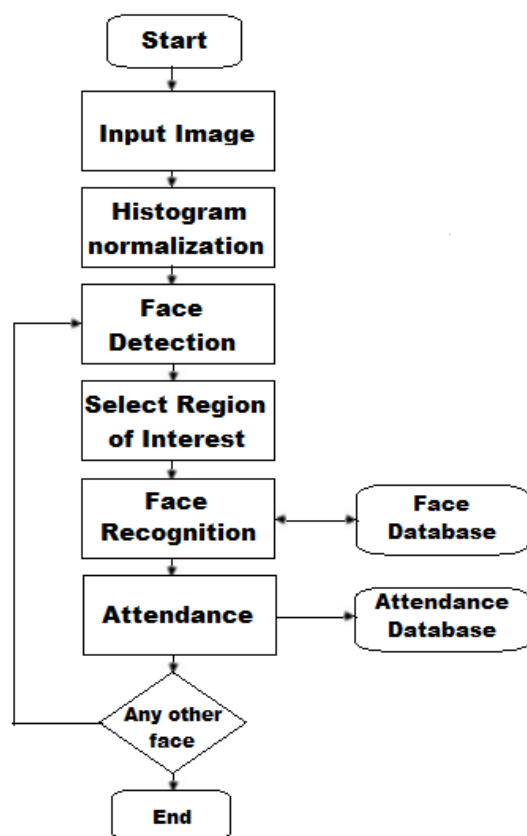 Start
Input Image
Histogram
normalization
Face
Detection
Select Region
of Interest
Face
Recognition
Face
Database
Attendance
Attendance
Database
Any other
face
End